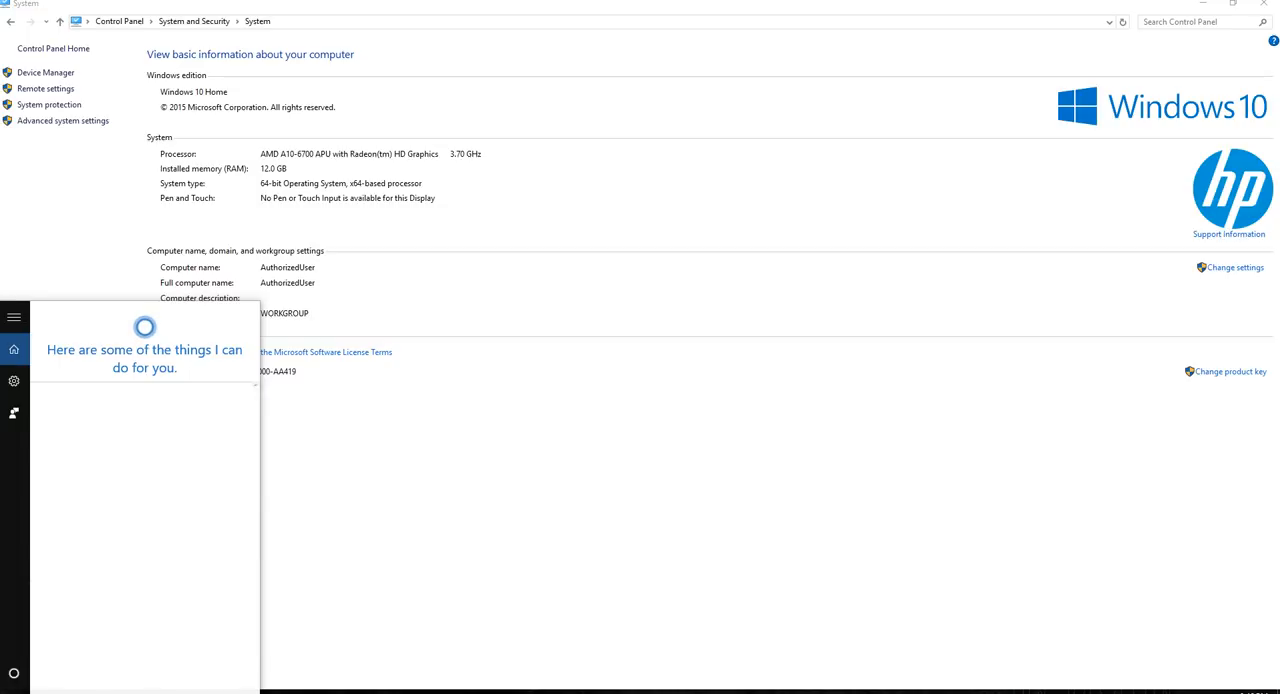 System
Control Panel > System and Security > System
Search Control Panel
Control Panel Home
Device Manager
Remote settings
System protection
Advanced system settings
View basic information about your computer
Windows edition
Windows 10 Home
© 2015 Microsoft Corporation. All rights reserved.
Windows 10
System
Processor: AMD A10-6700 APU with Radeon(tm) HD Graphics 3.70 GHz
Installed memory (RAM): 12.0 GB
System type: 64-bit Operating System, x64-based processor
Pen and Touch: No Pen or Touch Input is available for this Display
hp
Support Information
Computer name, domain, and workgroup settings
Computer name: AuthorizedUser
Change settings
Full computer name: AuthorizedUser
Computer description:
WORKGROUP
the Microsoft Software License Terms
000-AA419
Change product key
Here are some of the things I can
do for you.